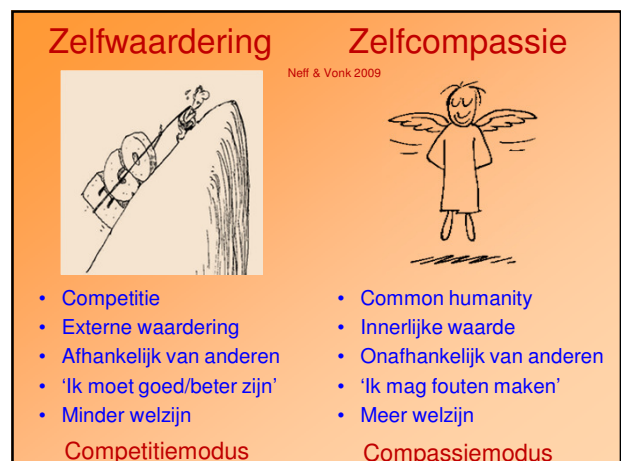 Zelfwaardering
Zelfcompassie
Neff & Vonk 2009
• Competitie
• Externe waardering
• Afhankelijk van anderen
• ‘Ik moet goed/beter zijn’
• Minder welzijn
Competitiemodus
• Common humanity
• Innerlijke waarde
• Onafhankelijk van anderen
• ‘Ik mag fouten maken’
• Meer welzijn
Compassiemodus